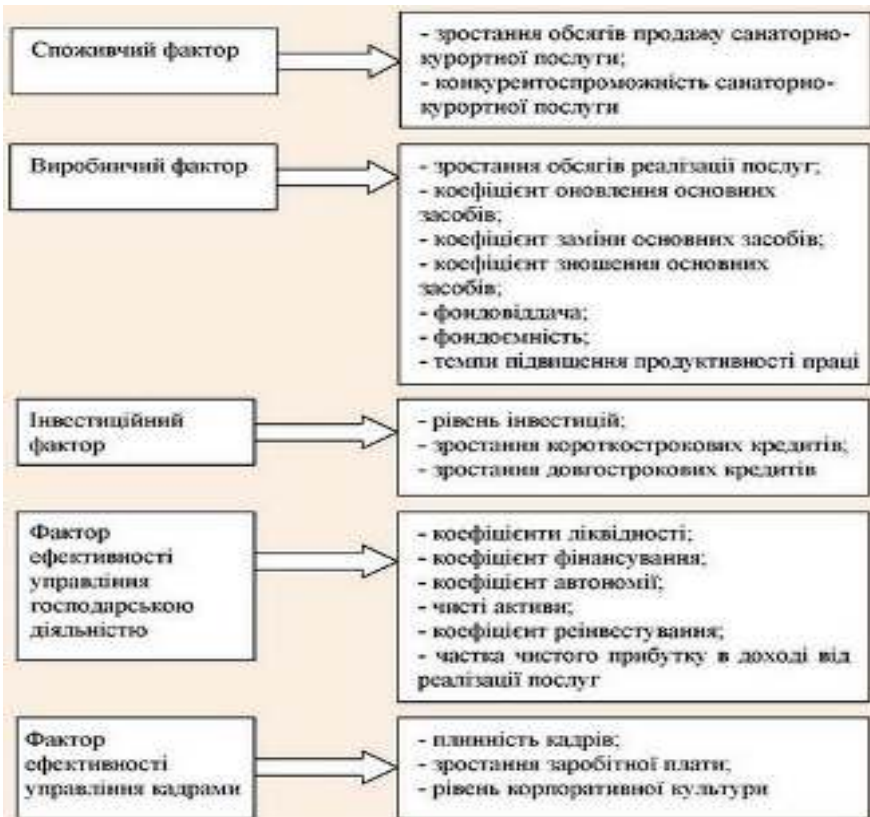 Споживчий фактор
- зростання обсягів продажу санаторно-
курортної послуги;
- конкурентоспроможність санаторно-
курортної послуги
Виробничий фактор
- зростання обсягів реалізації послуг;
- коефіцієнт оновлення основних
засобів;
- коефіцієнт заміни основних засобів;
- коефіцієнт зношення основних
засобів;
- фондовіддача;
- фондоємність;
- темпи підвищення продуктивності праці
Інвестиційний
фактор
- рівень інвестицій;
- зростання короткострокових кредитів;
- зростання довгострокових кредитів
Фактор
ефективності
управління
господарською
діяльністю
- коефіцієнти ліквідності;
- коефіцієнт фінансування;
- коефіцієнт автономії;
- чисті активи;
- коефіцієнт реінвестування;
- частка чистого прибутку в доході від
реалізації послуг
Фактор
ефективності
управління кадрами
- плинність кадрів;
- зростання заробітної плати;
- рівень корпоративної культури